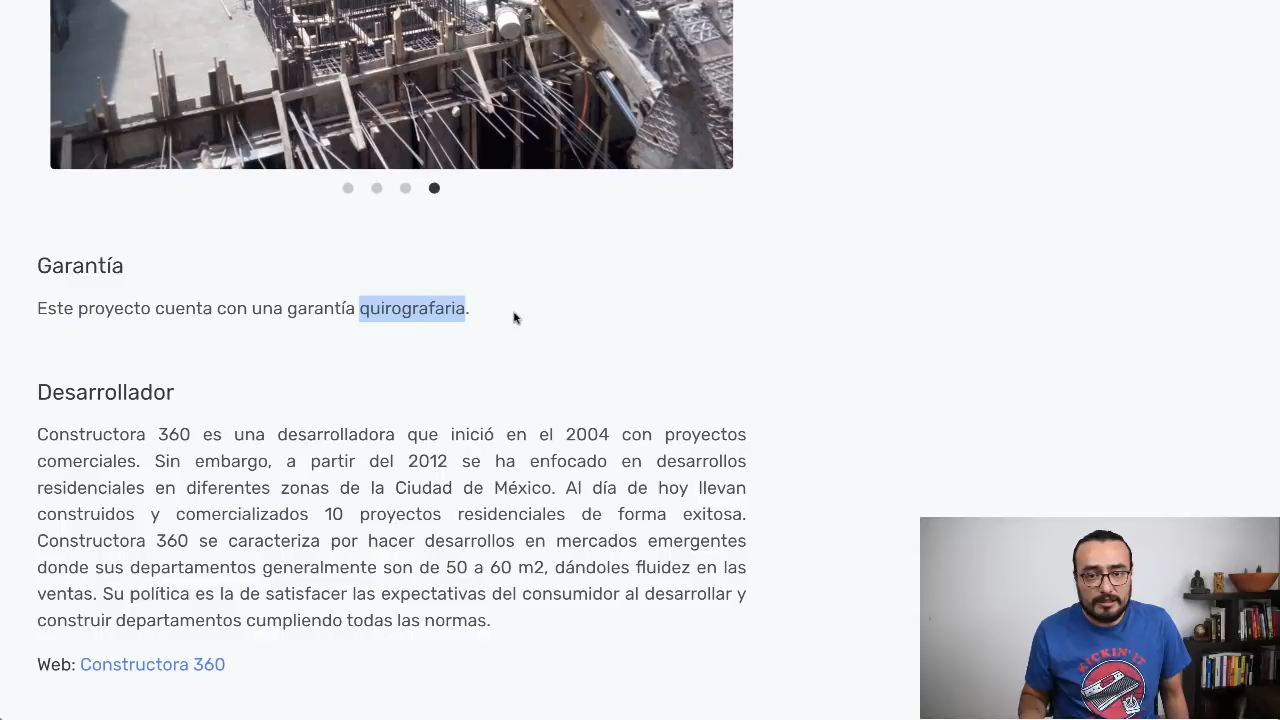 Garantía
Este proyecto cuenta con una garantía quirografaria.
Desarrollador
Constructora 360 es una desarrolladora que inició en el 2004 con proyectos
comerciales. Sin embargo, a partir del 2012 se ha enfocado en desarrollos
residenciales en diferentes zonas de la Ciudad de México. Al día de hoy llevan
construidos y comercializados 10 proyectos residenciales de forma exitosa.
Constructora 360 se caracteriza por hacer desarrollos en mercados emergentes
donde sus departamentos generalmente son de 50 a 60 m2, dándoles fluidez en las
ventas. Su política es la de satisfacer las expectativas del consumidor al desarrollar y
construir departamentos cumpliendo todas las normas.
Web: Constructora 360
KICKIN' IT